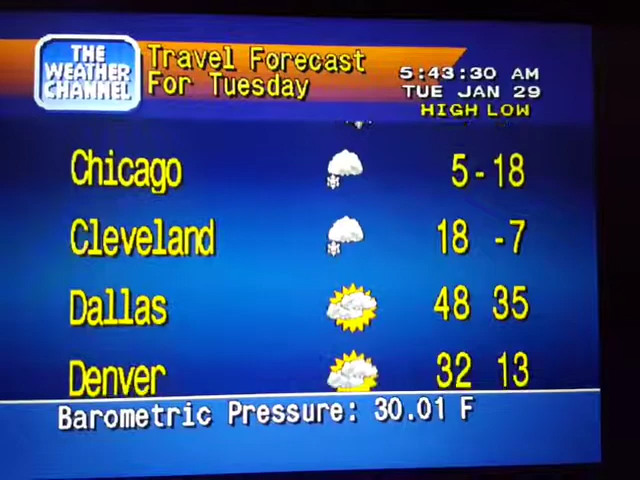 THE
WEATHER
CHANNEL
Travel Forecast
For Tuesday
5:43:30 AM
TUE JAN 29
HIGH LOW
Chicago 5 -18
Cleveland 18 -7
Dallas 48 35
Denver 32 13
Barometric Pressure: 30.01 F